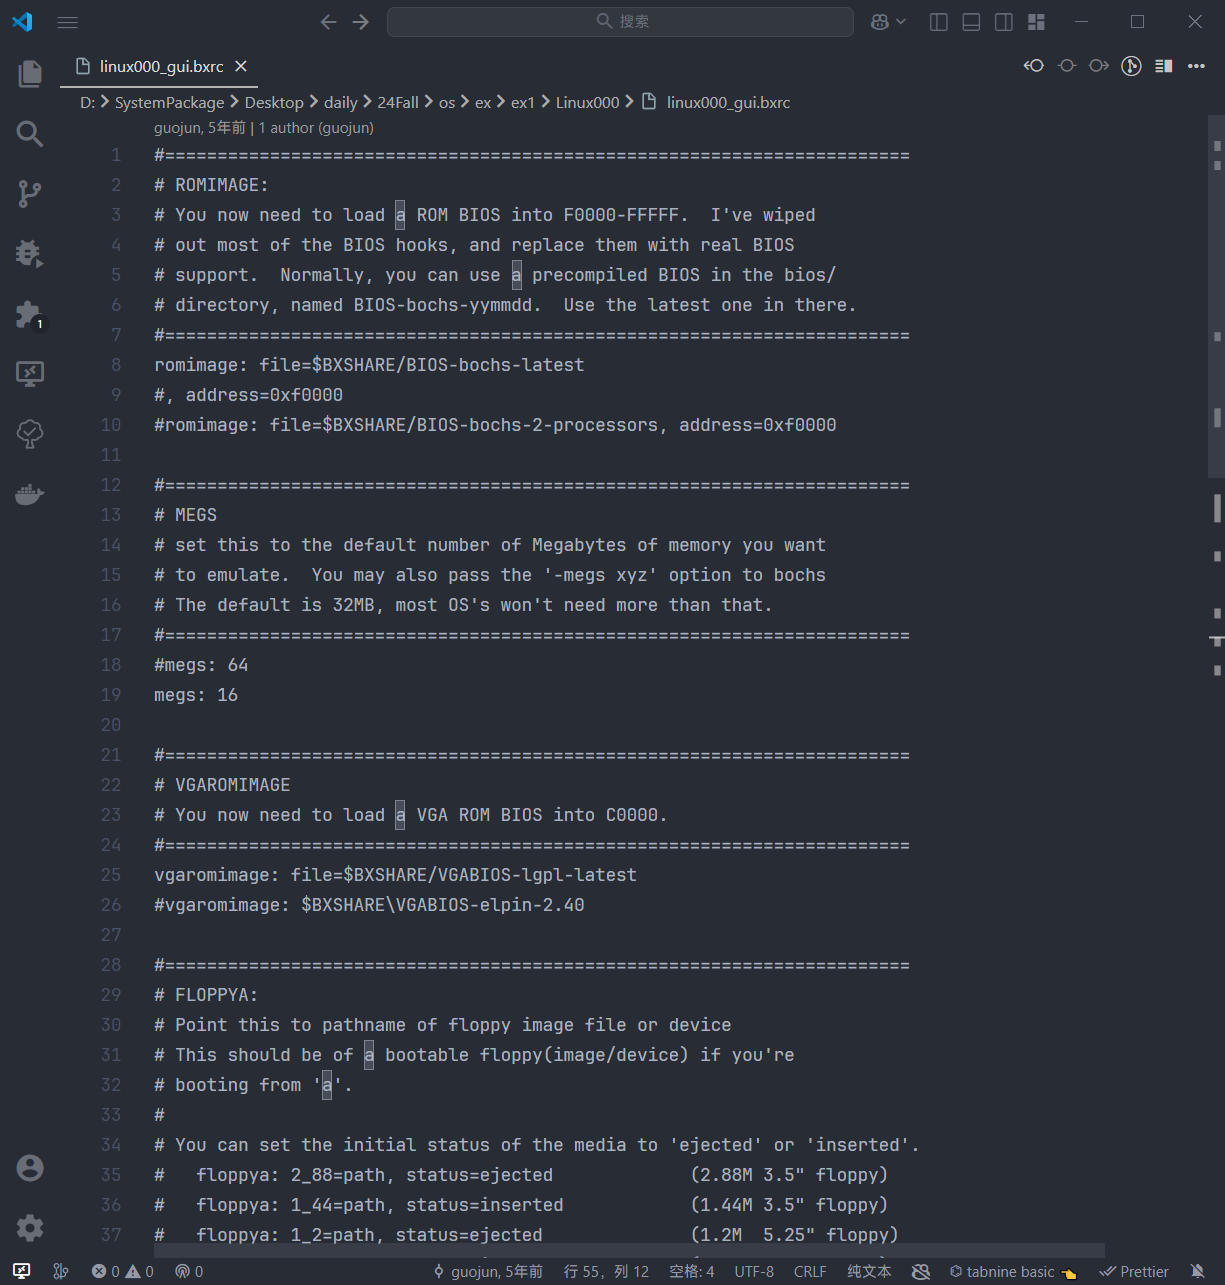 搜索
linux000_gui.bxrc
D: > SystemPackage > Desktop > daily > 24Fall > os > ex > ex1 > Linux000 > linux000_gui.bxrc
guojun, 5年前 | 1 author (guojun)
1 #=======================================================================
2 # ROMIMAGE:
3 # You now need to load a ROM BIOS into F0000-FFFFF.  I've wiped
4 # out most of the BIOS hooks, and replace them with real BIOS
5 # support.  Normally, you can use a precompiled BIOS in the bios/
6 # directory, named BIOS-bochs-yymmdd.  Use the latest one in there.
7 #=======================================================================
8 romimage: file=$BXSHARE/BIOS-bochs-latest
9 #, address=0xf0000
10 #romimage: file=$BXSHARE/BIOS-bochs-2-processors, address=0xf0000
11
12 #=======================================================================
13 # MEGS
14 # set this to the default number of Megabytes of memory you want
15 # to emulate.  You may also pass the '-megs xyz' option to bochs
16 # The default is 32MB, most OS's won't need more than that.
17 #=======================================================================
18 #megs: 64
19 megs: 16
20
21 #=======================================================================
22 # VGAROMIMAGE
23 # You now need to load a VGA ROM BIOS into C0000.
24 #=======================================================================
25 vgaromimage: file=$BXSHARE/VGABIOS-lgpl-latest
26 #vgaromimage: $BXSHARE\VGABIOS-elpin-2.40
27
28 #=======================================================================
29 # FLOPPYA:
30 # Point this to pathname of floppy image file or device
31 # This should be of a bootable floppy(image/device) if you're
32 # booting from 'a'.
33 #
34 # You can set the initial status of the media to 'ejected' or 'inserted'.
35 #   floppya: 2_88=path, status=ejected             (2.88M 3.5" floppy)
36 #   floppya: 1_44=path, status=inserted            (1.44M 3.5" floppy)
37 #   floppya: 1_2=path, status=ejected              (1.2M  5.25" floppy)
1
0 0 0 guojun, 5年前 行 55，列 12 空格: 4 UTF-8 CRLF 纯文本 tabnine basic Prettier